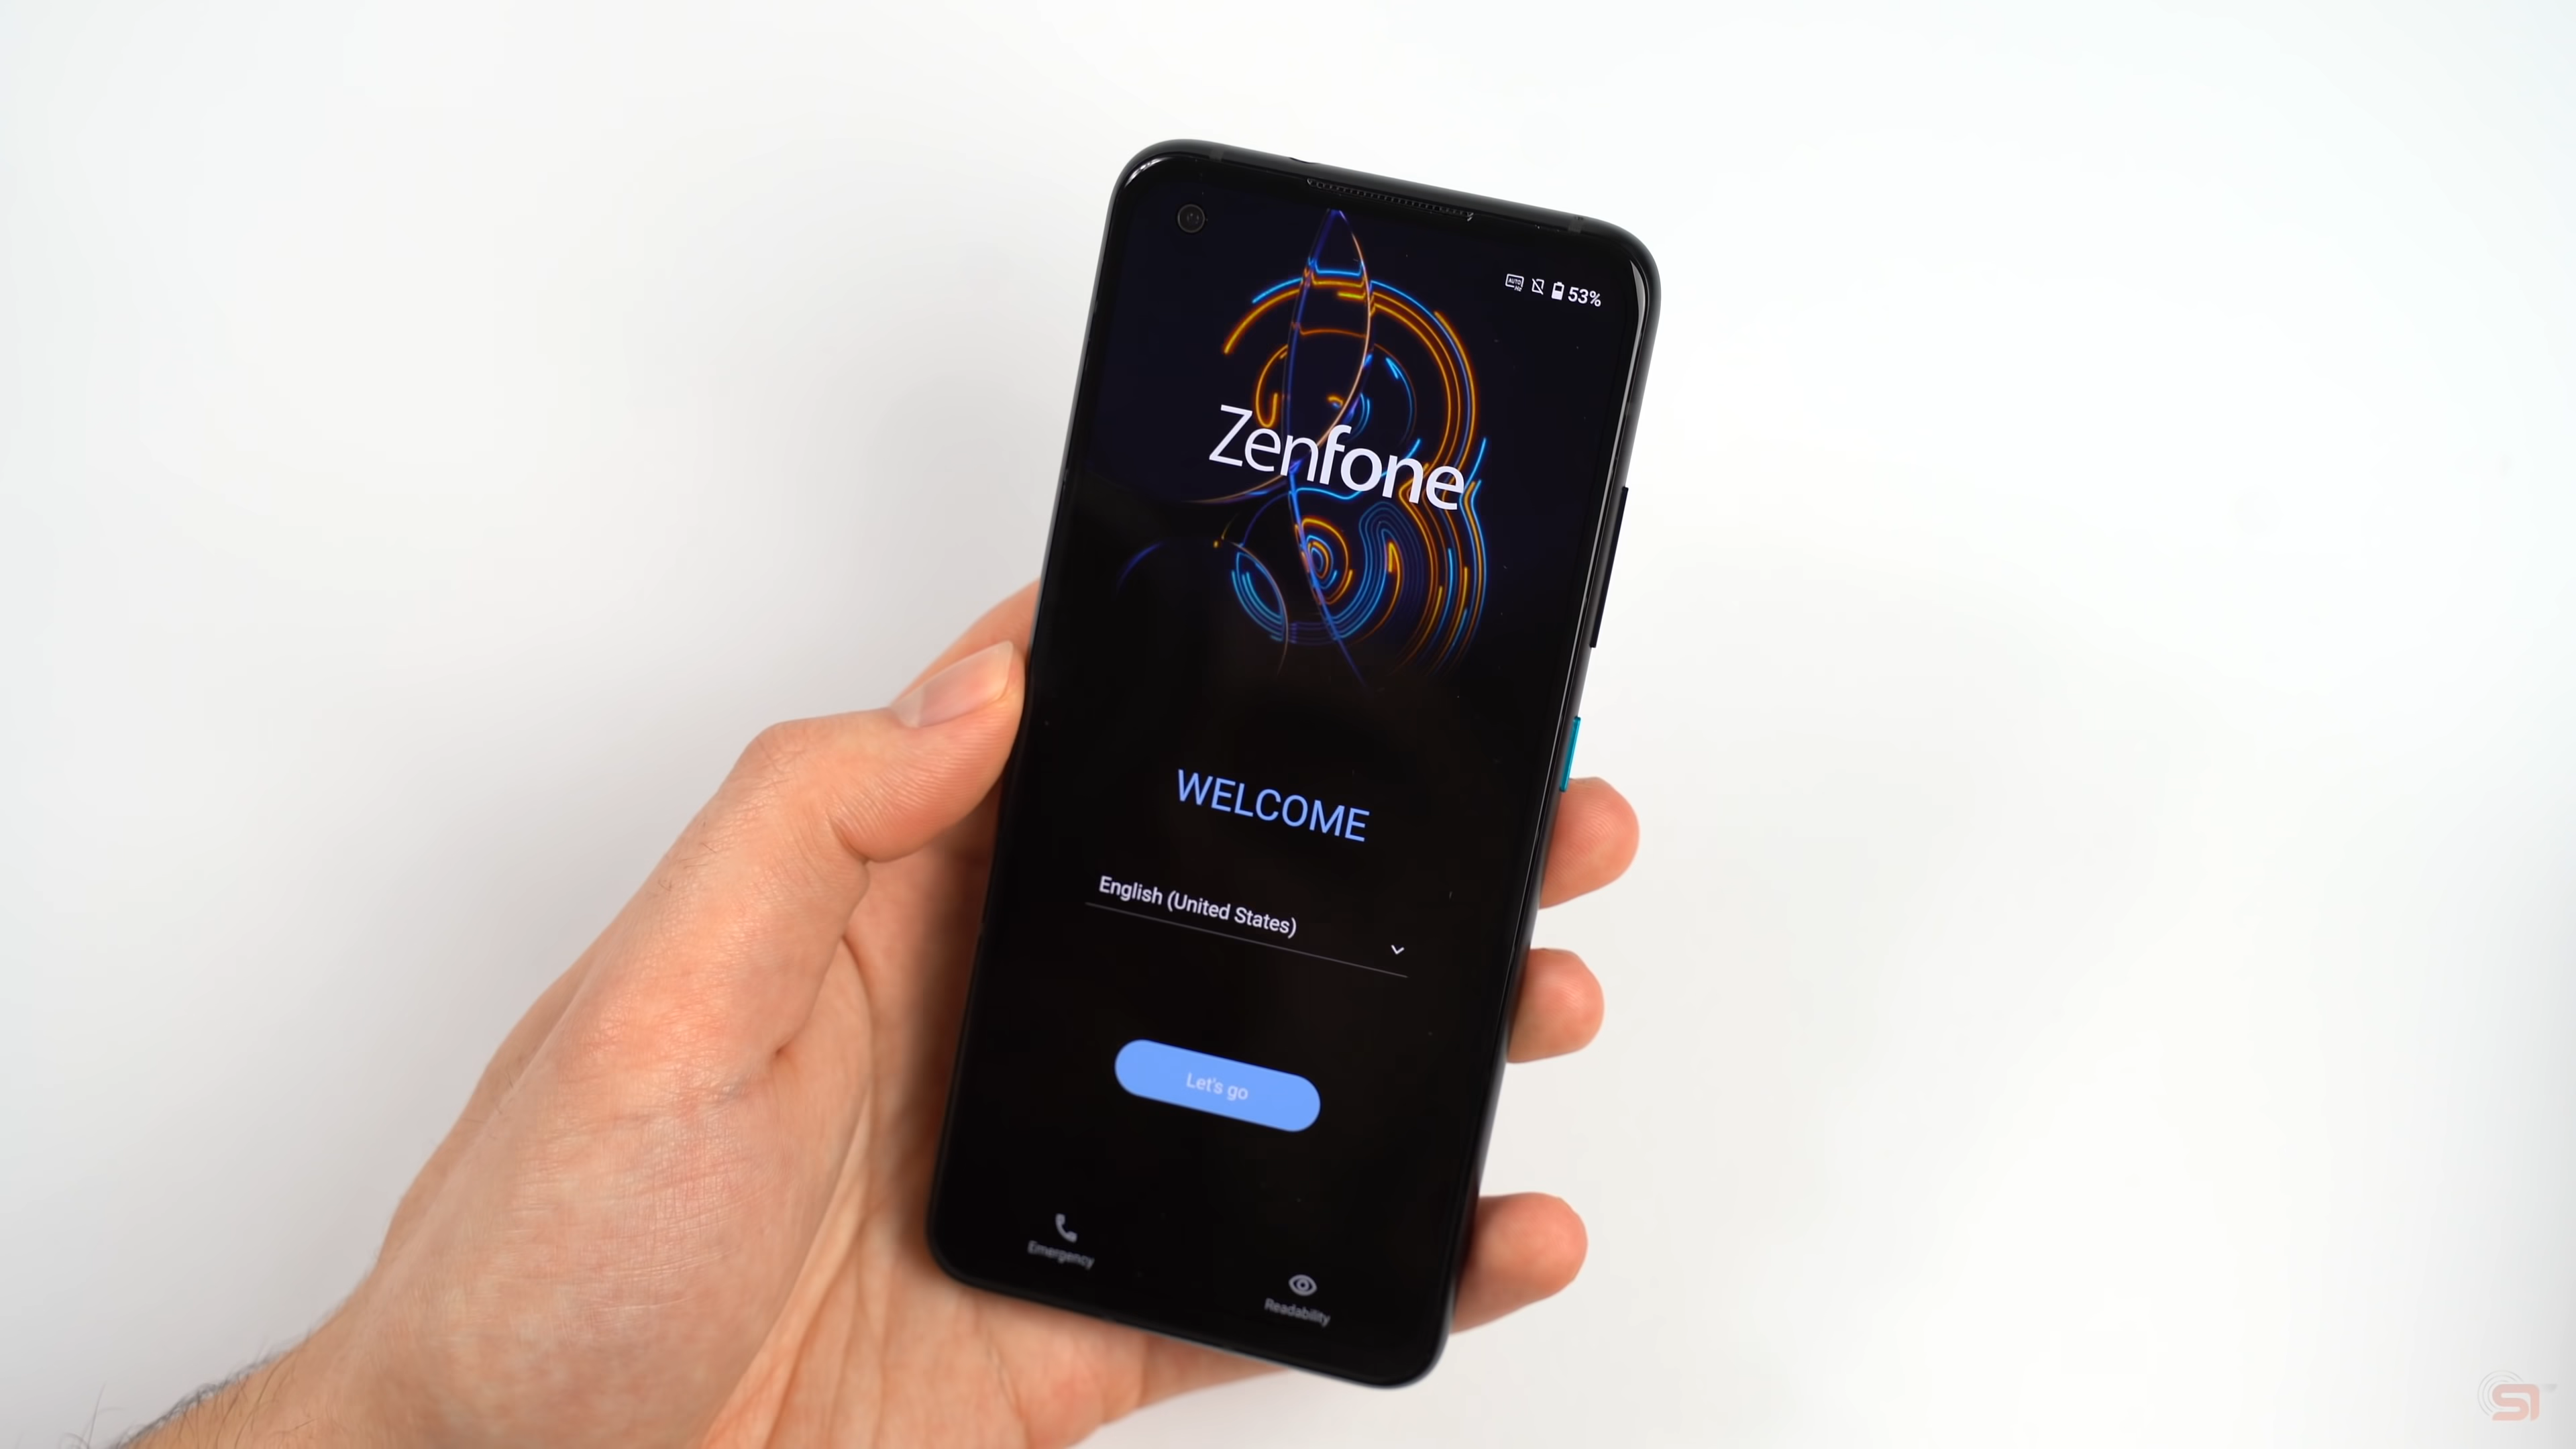 53%
Zenfone
WELCOME
English (United States)
Let's go
Emergency
Readability